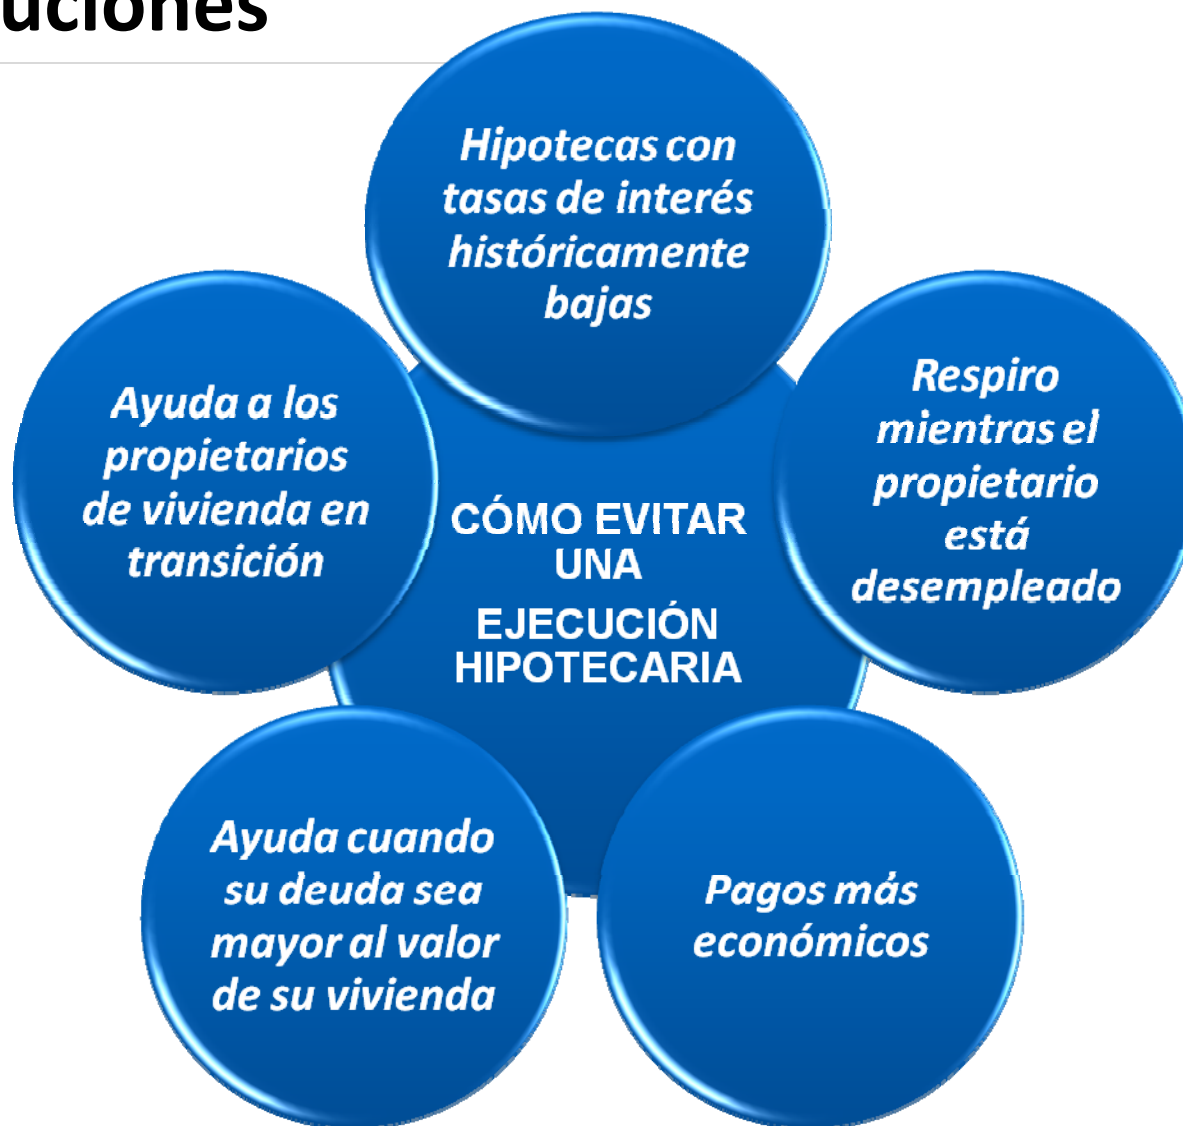 uciones
Hipotecas con
tasas de interés
históricamente
bajas
Respiro
mientras el
propietario
está
desempleado
Pagos más
económicos
Ayuda cuando
su deuda sea
mayor al valor
de su vivienda
Ayuda a los
propietarios
de vivienda en
transición
CÓMO EVITAR
UNA
EJECUCIÓN
HIPOTECARIA